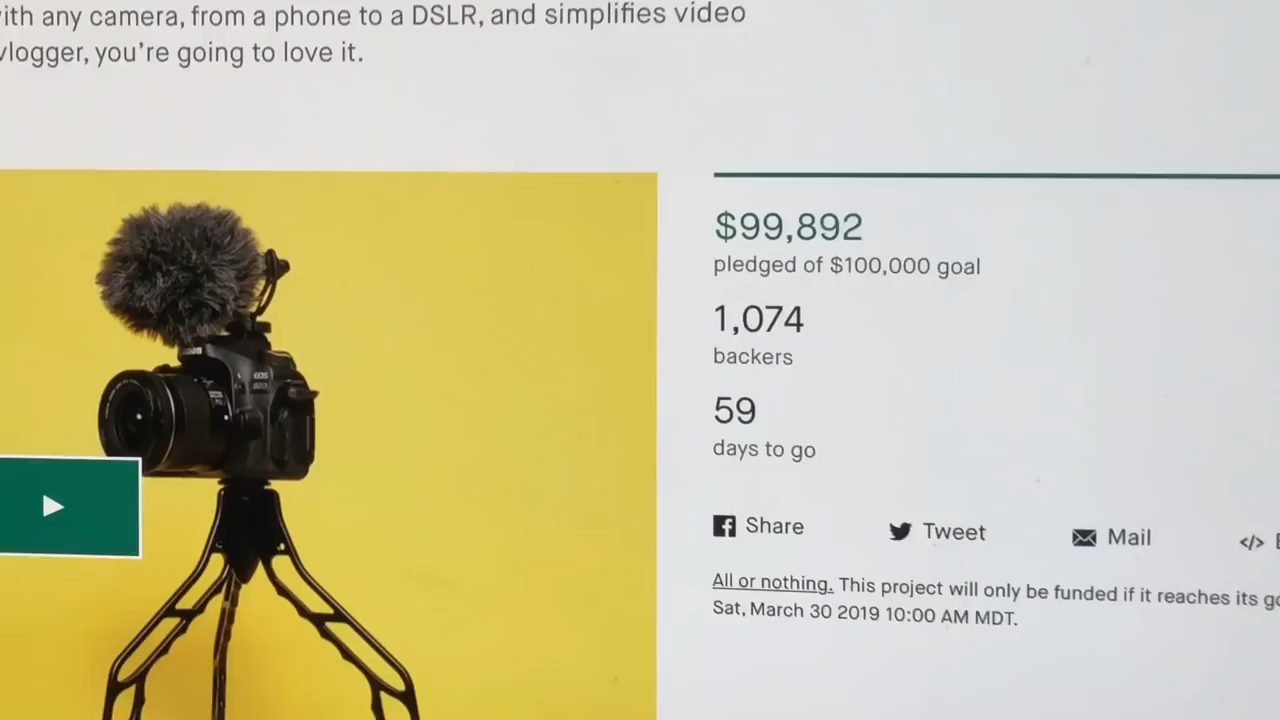 with any camera, from a phone to a DSLR, and simplifies video
vlogger, you're going to love it.
$99,892
pledged of $100,000 goal
1,074
backers
59
days to go
Share
Tweet
Mail
</>
All or nothing. This project will only be funded if it reaches its
Sat, March 30 2019 10:00 AM MDT.
EOS